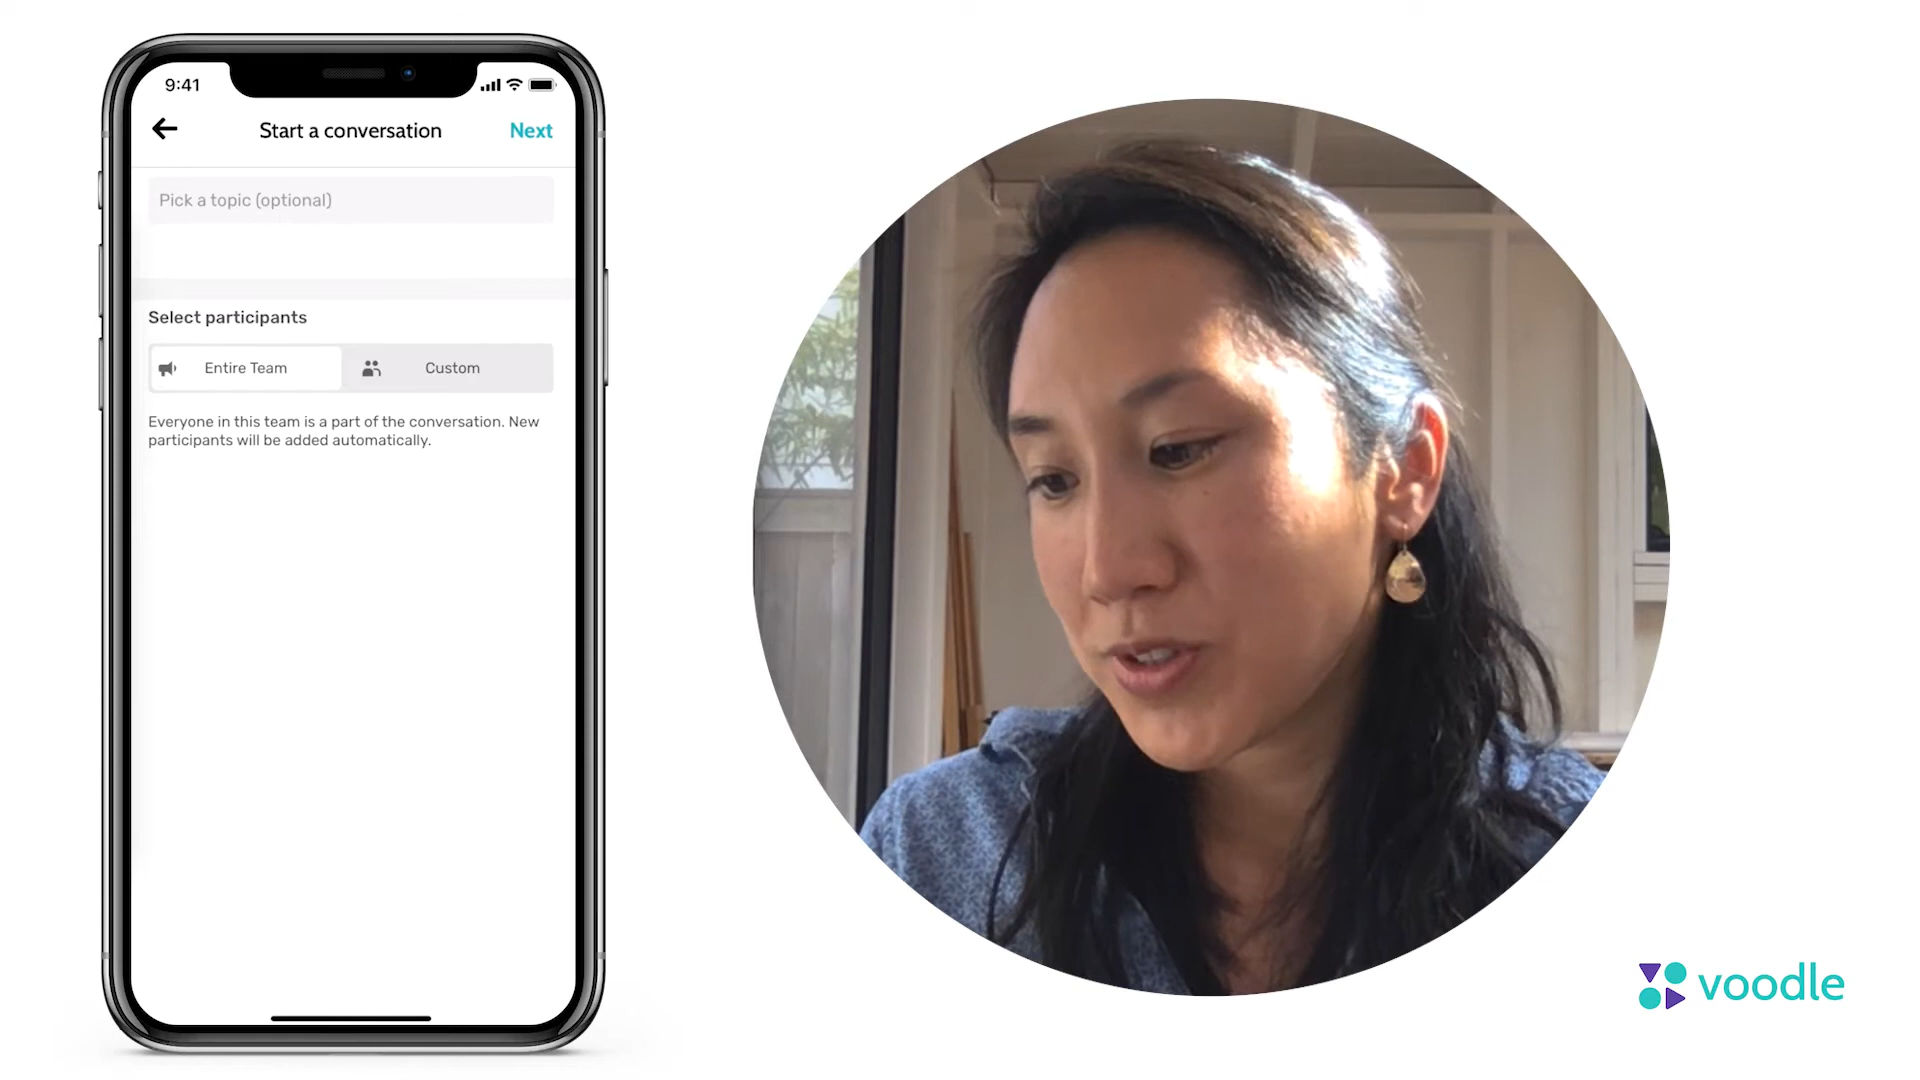 9:41
Start a conversation
Next
Pick a topic (optional)
Select participants
Entire Team
Custom
Everyone in this team is a part of the conversation. New
participants will be added automatically.
voodle